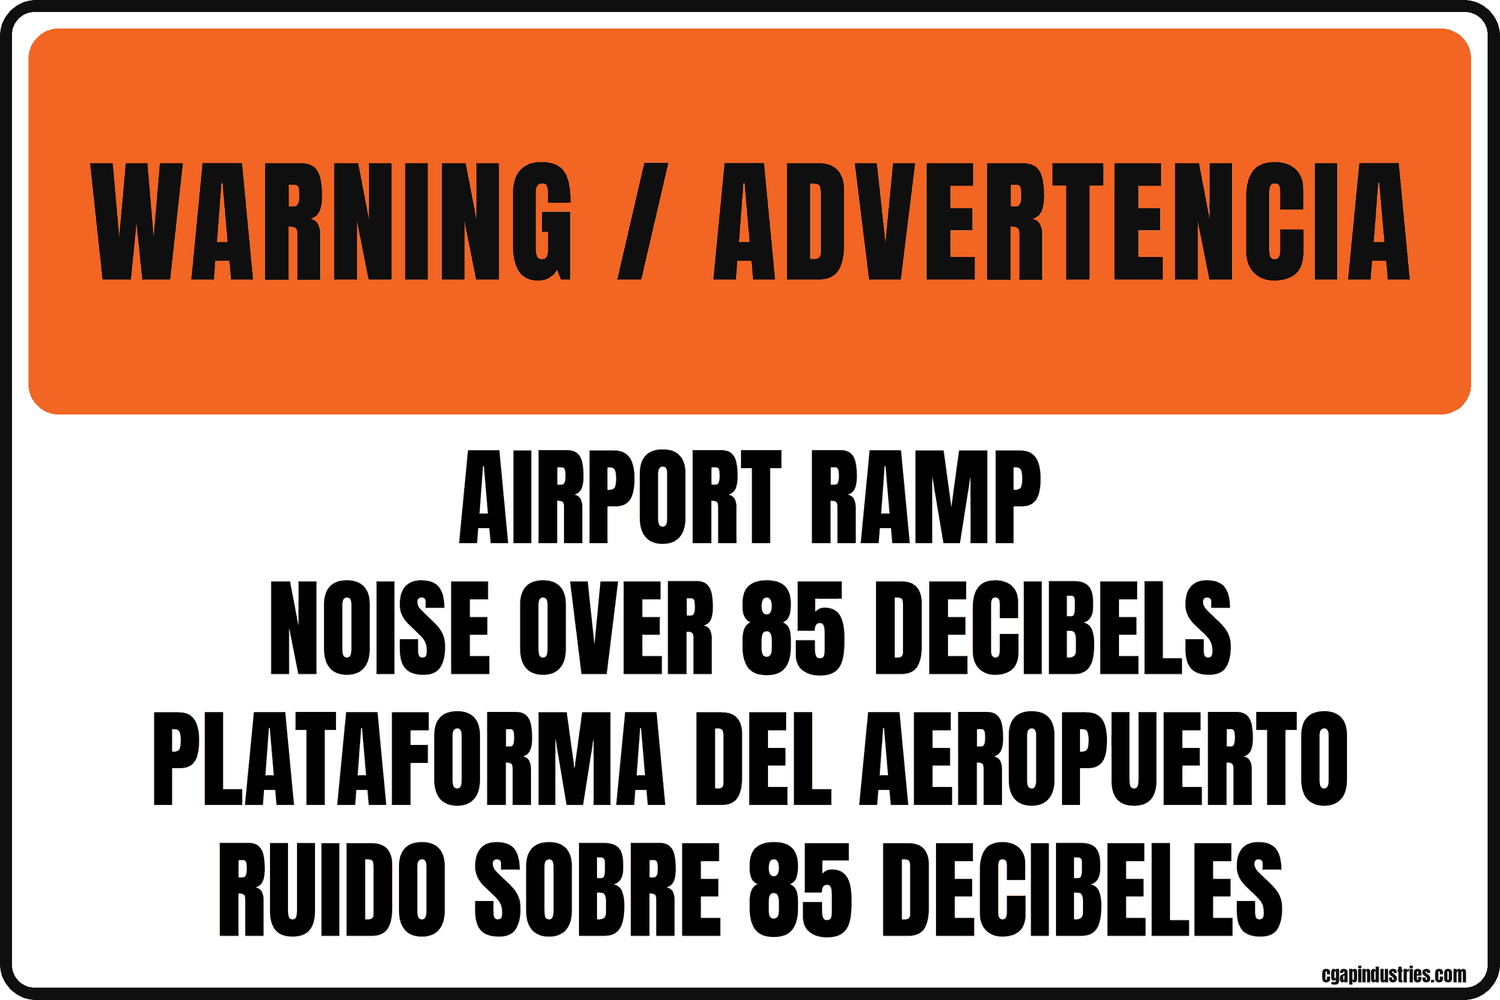 WARNING / ADVERTENCIA
AIRPORT RAMP
NOISE OVER 85 DECIBELS
PLATAFORMA DEL AEROPUERTO
RUIDO SOBRE 85 DECIBELES
cgapindustries.com